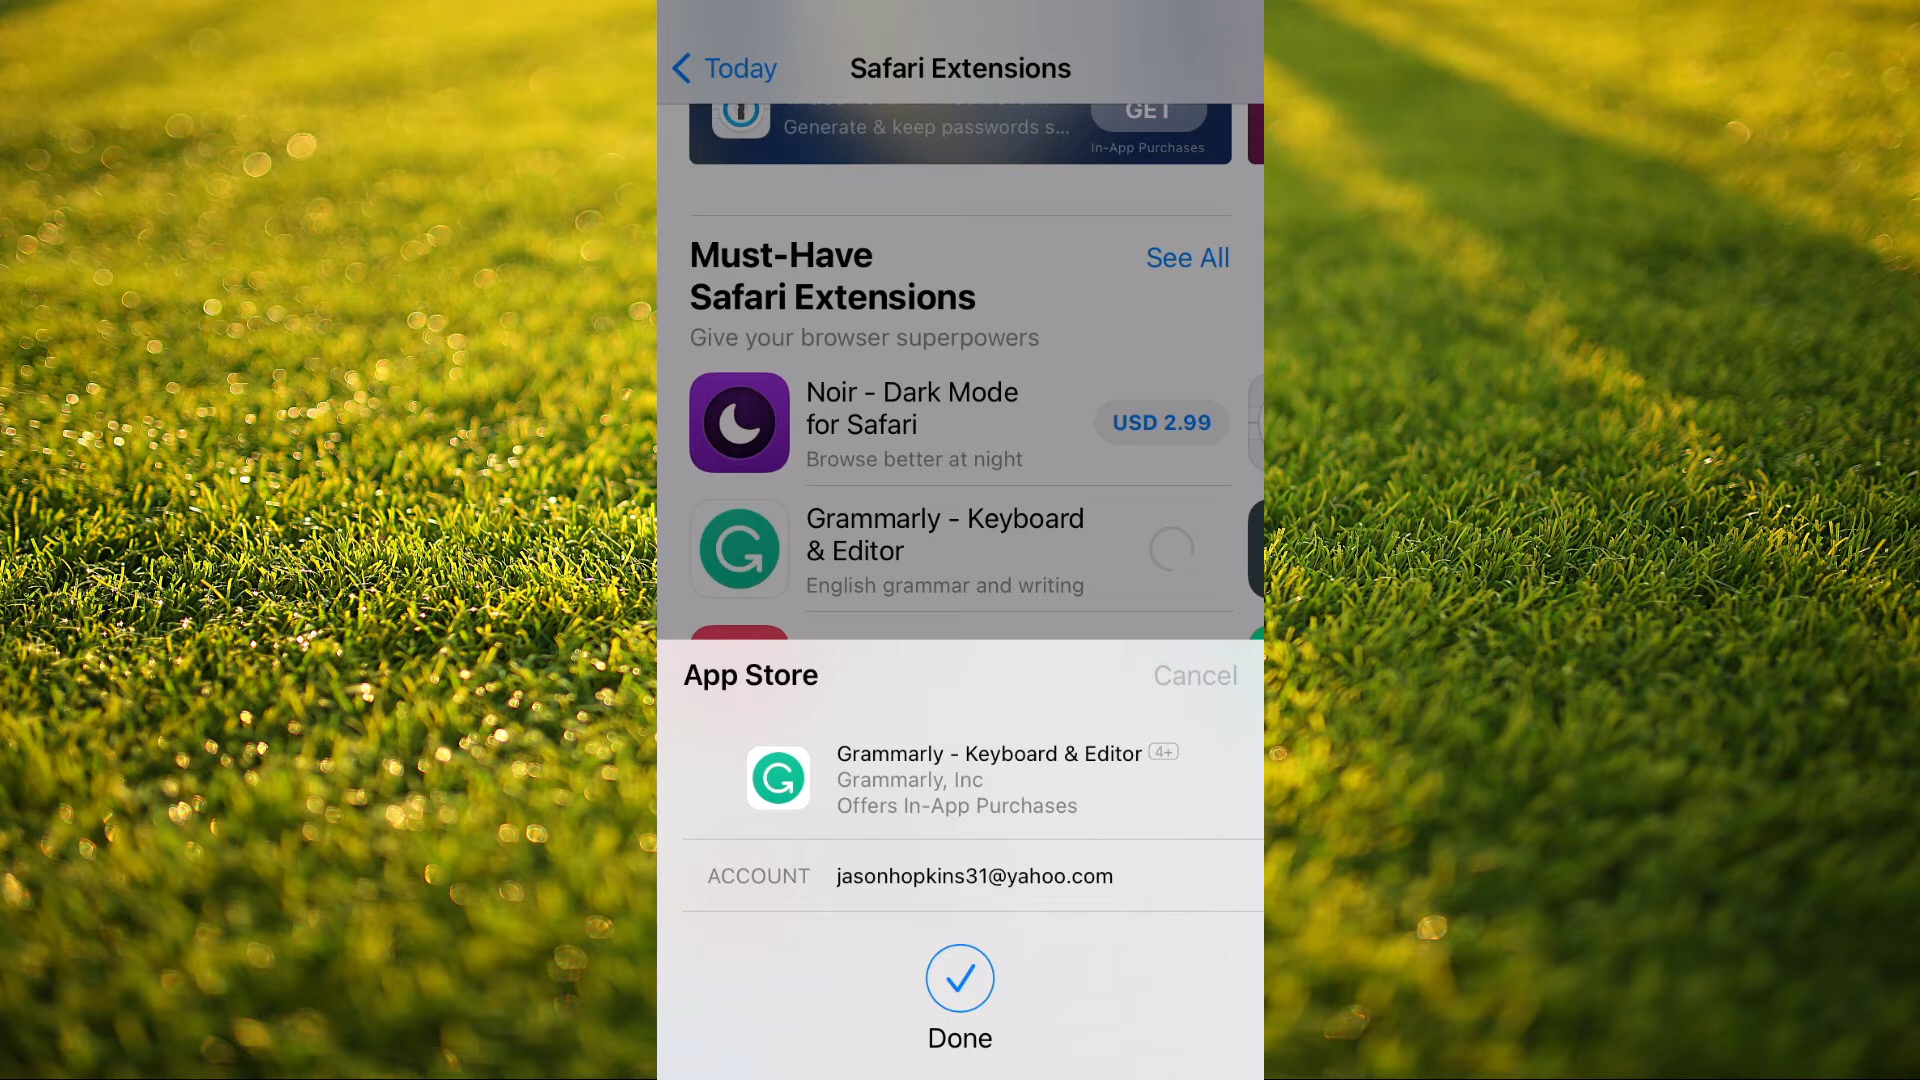 Today
Safari Extensions
GET
Generate & keep passwords s...
In-App Purchases
Must-Have
Safari Extensions
See All
Give your browser superpowers
Noir - Dark Mode
for Safari
USD 2.99
Browse better at night
Grammarly - Keyboard
& Editor
English grammar and writing
App Store
Cancel
Grammarly - Keyboard & Editor 4+
Grammarly, Inc
Offers In-App Purchases
ACCOUNT jasonhopkins31@yahoo.com
Done